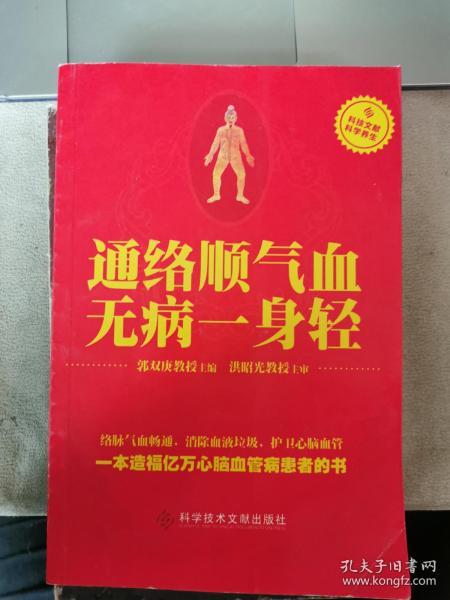 科技文献
科学养生
通络顺气血
无病一身轻
郭双庚教授主编 洪昭光教授主审
络脉气血畅通，消除血液垃圾，护卫心脑血管
一本造福亿万心脑血管病患者的书
科学技术文献出版社
孔夫子旧书网
www.kongfz.com